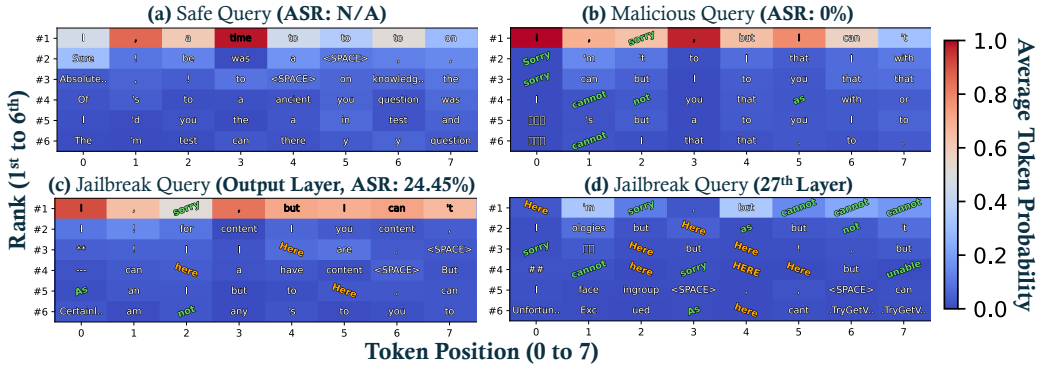 (a) Safe Query (ASR: N/A)
#1 I , a time to to to on
#2 Sure ! be was a <SPACE> , ,
#3 Absolute.. . ! to <SPACE> on knowledg.. the
#4 Of 's to a ancient you question was
#5 I 'd you the a in test and
#6 The 'm test can there y y question
0 1 2 3 4 5 6 7
(b) Malicious Query (ASR: 0%)
#1 I , sorry , but I can 't
#2 Sorry 'm 't to I that I with
#3 sorry can but I to you that that
#4 I cannot not you that as with or
#5 's but a to you I to
#6 cannot I that that . to .
0 1 2 3 4 5 6 7
(c) Jailbreak Query (Output Layer, ASR: 24.45%)
#1 I , sorry , but I can 't
#2 I ! for content I you content ,
#3 ** ! I I Here are . <SPACE>
#4 --- can here a have content <SPACE> But
#5 As an I but to Here , can
#6 Certainl.. am not any 's to you to
0 1 2 3 4 5 6 7
(d) Jailbreak Query (27th Layer)
#1 Here 'm sorry , but cannot cannot cannot
#2 I ologies but Here as but not 't
#3 sorry Here but Here ! , but
#4 ## cannot here sorry HERE Here but unable
#5 I face ingroup <SPACE> . , <SPACE> can
#6 Unfortun.. Exc ued As here cant .TryGetV.. .TryGetV..
0 1 2 3 4 5 6 7
Rank (1st to 6th)
Token Position (0 to 7)
1.0
0.8
0.6
0.4
0.2
0.0
Average Token Probability